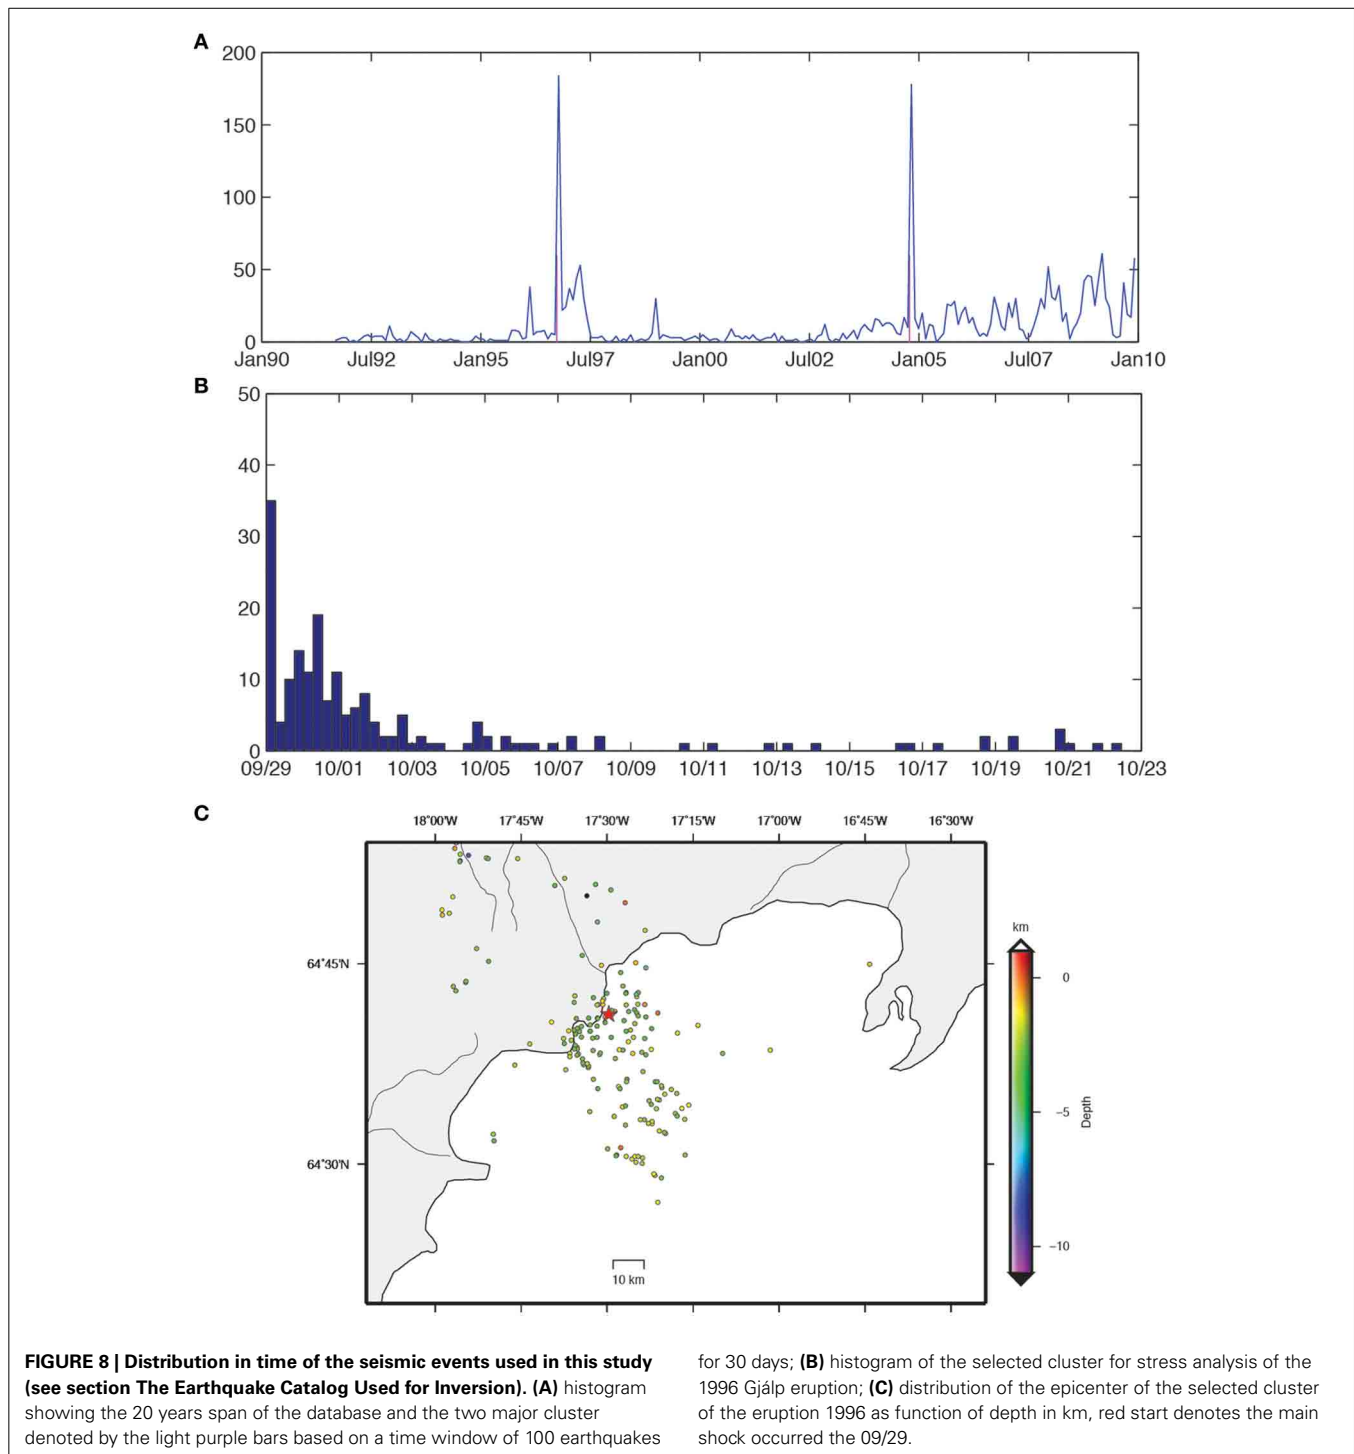 A
200
150
100
50
0
Jan90 Jul92 Jan95 Jul97 Jan00 Jul02 Jan05 Jul07 Jan10
B
50
40
30
20
10
0
09/29 10/01 10/03 10/05 10/07 10/09 10/11 10/13 10/15 10/17 10/19 10/21 10/23
C
18°00'W 17°45'W 17°30'W 17°15'W 17°00'W 16°45'W 16°30'W
64°45'N
64°30'N
10 km
km
0
−5
−10
Depth
FIGURE 8 | Distribution in time of the seismic events used in this study
(see section The Earthquake Catalog Used for Inversion). (A) histogram
showing the 20 years span of the database and the two major cluster
denoted by the light purple bars based on a time window of 100 earthquakes
for 30 days; (B) histogram of the selected cluster for stress analysis of the
1996 Gjálp eruption; (C) distribution of the epicenter of the selected cluster
of the eruption 1996 as function of depth in km, red start denotes the main
shock occurred the 09/29.